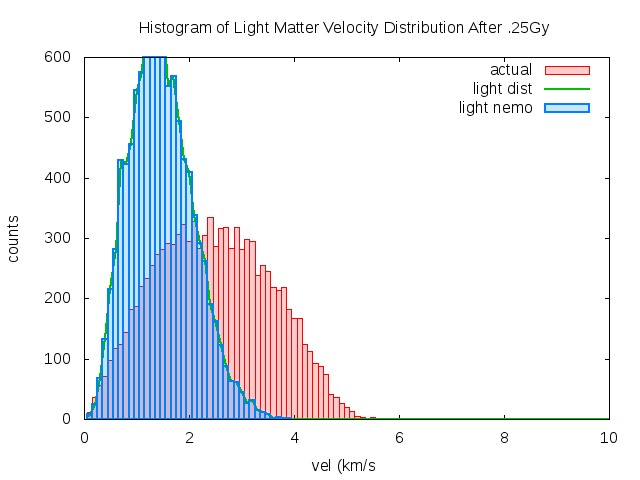 Histogram of Light Matter Velocity Distribution After .25Gy
actual
light dist
light nemo
600
500
400
300
200
100
0
counts
0 2 4 6 8 10
vel (km/s